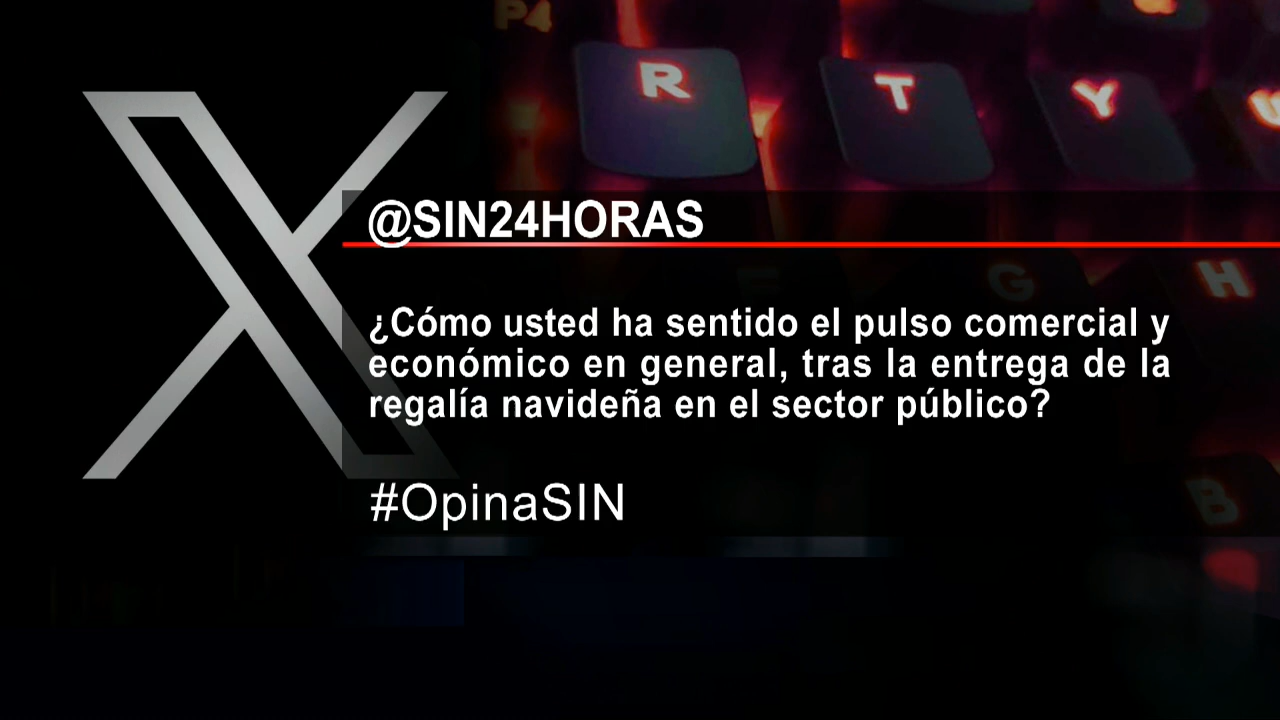 P4
R T Y
@SIN24HORAS
G H
¿Cómo usted ha sentido el pulso comercial y
económico en general, tras la entrega de la
regalía navideña en el sector público?
B
#OpinaSIN